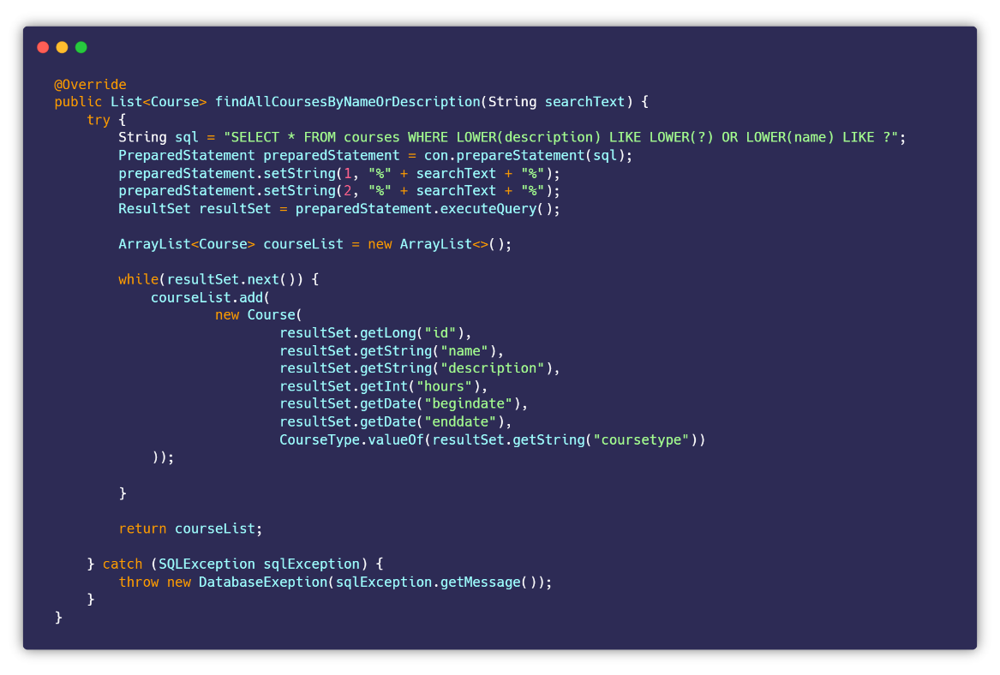 @Override
public List<Course> findAllCoursesByNameOrDescription(String searchText) {
    try {
        String sql = "SELECT * FROM courses WHERE LOWER(description) LIKE LOWER(?) OR LOWER(name) LIKE ?";
        PreparedStatement preparedStatement = con.prepareStatement(sql);
        preparedStatement.setString(1, "%" + searchText + "%");
        preparedStatement.setString(2, "%" + searchText + "%");
        ResultSet resultSet = preparedStatement.executeQuery();

        ArrayList<Course> courseList = new ArrayList<>();

        while(resultSet.next()) {
            courseList.add(
                    new Course(
                            resultSet.getLong("id"),
                            resultSet.getString("name"),
                            resultSet.getString("description"),
                            resultSet.getInt("hours"),
                            resultSet.getDate("begindate"),
                            resultSet.getDate("enddate"),
                            CourseType.valueOf(resultSet.getString("coursetype"))
            ));

        }

        return courseList;

    } catch (SQLException sqlException) {
        throw new DatabaseExeption(sqlException.getMessage());
    }
}